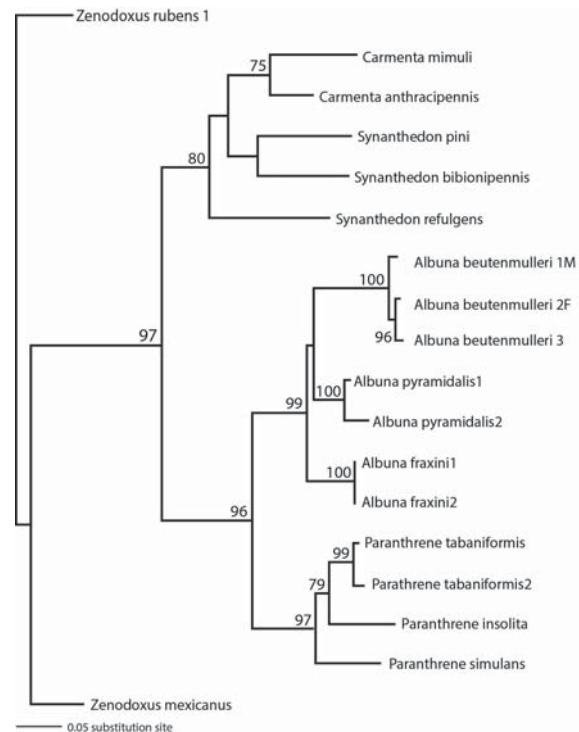 Zenodoxus rubens 1
Carmenta mimuli
75
Carmenta anthracipennis
Synanthedon pini
80
Synanthedon bibionipennis
Synanthedon refulgens
Albuna beutenmulleri 1M
100
Albuna beutenmulleri 2F
97
96
Albuna beutenmulleri 3
Albuna pyramidalis1
100
99
Albuna pyramidalis2
Albuna fraxini1
100
Albuna fraxini2
96
Paranthrene tabaniformis
99
Parathrene tabaniformis2
79
97
Paranthrene insolita
Paranthrene simulans
Zenodoxus mexicanus
0.05 substitution site